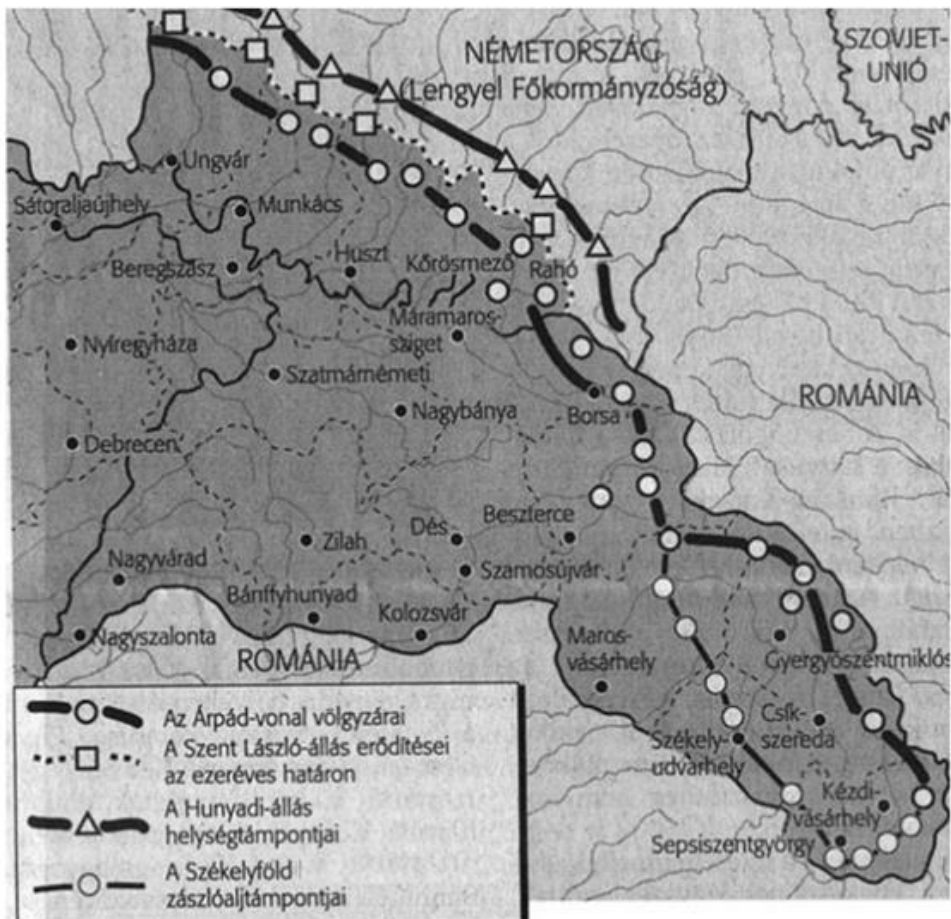 NÉMETORSZÁG
(Lengyel Főkormányzóság)
SZOVJET-
UNIÓ
Ungvár
Sátoraljaújhely
Munkács
Beregszász
Huszt
Kőrösmező
Rahó
Máramaros-
sziget
Nyíregyháza
Szatmárnémeti
Nagybánya
Borsa
ROMÁNIA
Debrecen
Beszterce
Dés
Zilah
Nagyvárad
Szamosújvár
Bánffyhunyad
Kolozsvár
Nagyszalonta
ROMÁNIA
Maros-
vásárhely
Gyergyószentmiklós
Csík-
szereda
Székely-
udvarhely
Kézdi-
vásárhely
Sepsiszentgyörgy
Az Árpád-vonal völgyzárai
A Szent László-állás erődítései
az ezeréves határon
A Hunyadi-állás
helységtámpontjai
A Székelyföld
zászlóaljtámpontjai